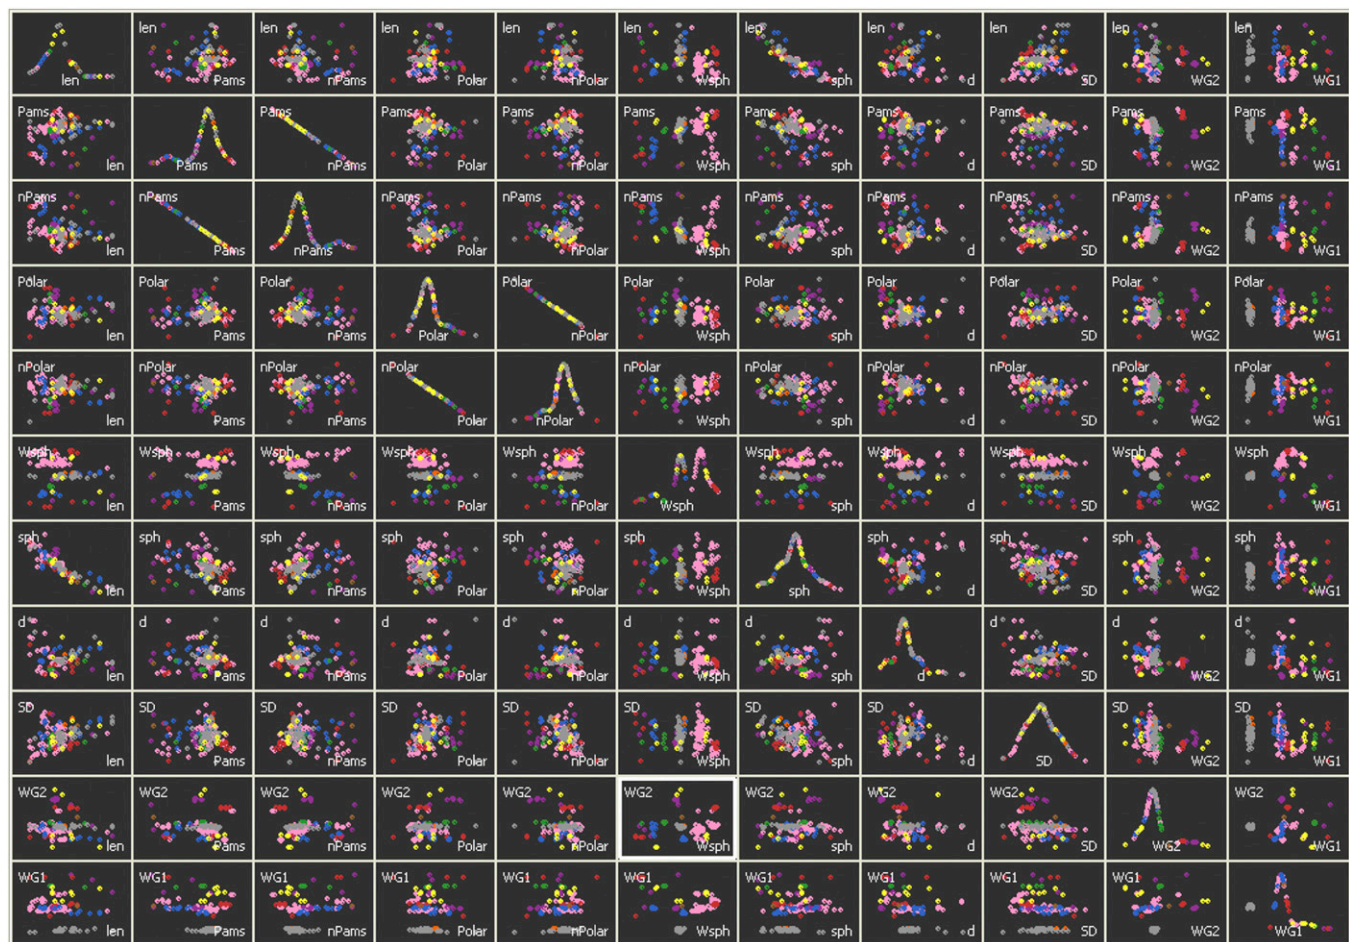 len len len len len len len len len len
len Pams nPams Polar nPolar Wsph sph d SD WG2 WG1
Pams Pams Pams Pams Pams Pams Pams Pams Pams Pams
len Pams nPams Polar nPolar Wsph sph d SD WG2 WG1
nPams nPams nPams nPams nPams nPams nPams nPams nPams nPams
len Pams nPams Polar nPolar Wsph sph d SD WG2 WG1
Polar Polar Polar Polar Polar Polar Polar Polar Polar Polar
len Pams nPams Polar nPolar Wsph sph d SD WG2 WG1
nPolar nPolar nPolar nPolar nPolar nPolar nPolar nPolar nPolar nPolar
len Pams nPams Polar nPolar Wsph sph d SD WG2 WG1
Wsph Wsph Wsph Wsph Wsph Wsph Wsph Wsph Wsph Wsph
len Pams nPams Polar nPolar Wsph sph d SD WG2 WG1
sph sph sph sph sph sph sph sph sph sph
len Pams nPams Polar nPolar Wsph sph d SD WG2 WG1
d d d d d d d d d d
len Pams nPams Polar nPolar Wsph sph d SD WG2 WG1
SD SD SD SD SD SD SD SD SD SD
len Pams nPams Polar nPolar Wsph sph d SD WG2 WG1
WG2 WG2 WG2 WG2 WG2 WG2 WG2 WG2 WG2 WG2
len Pams nPams Polar nPolar Wsph sph d SD WG2 WG1
WG1 WG1 WG1 WG1 WG1 WG1 WG1 WG1 WG1 WG1
len Pams nPams Polar nPolar Wsph sph d SD WG2 WG1